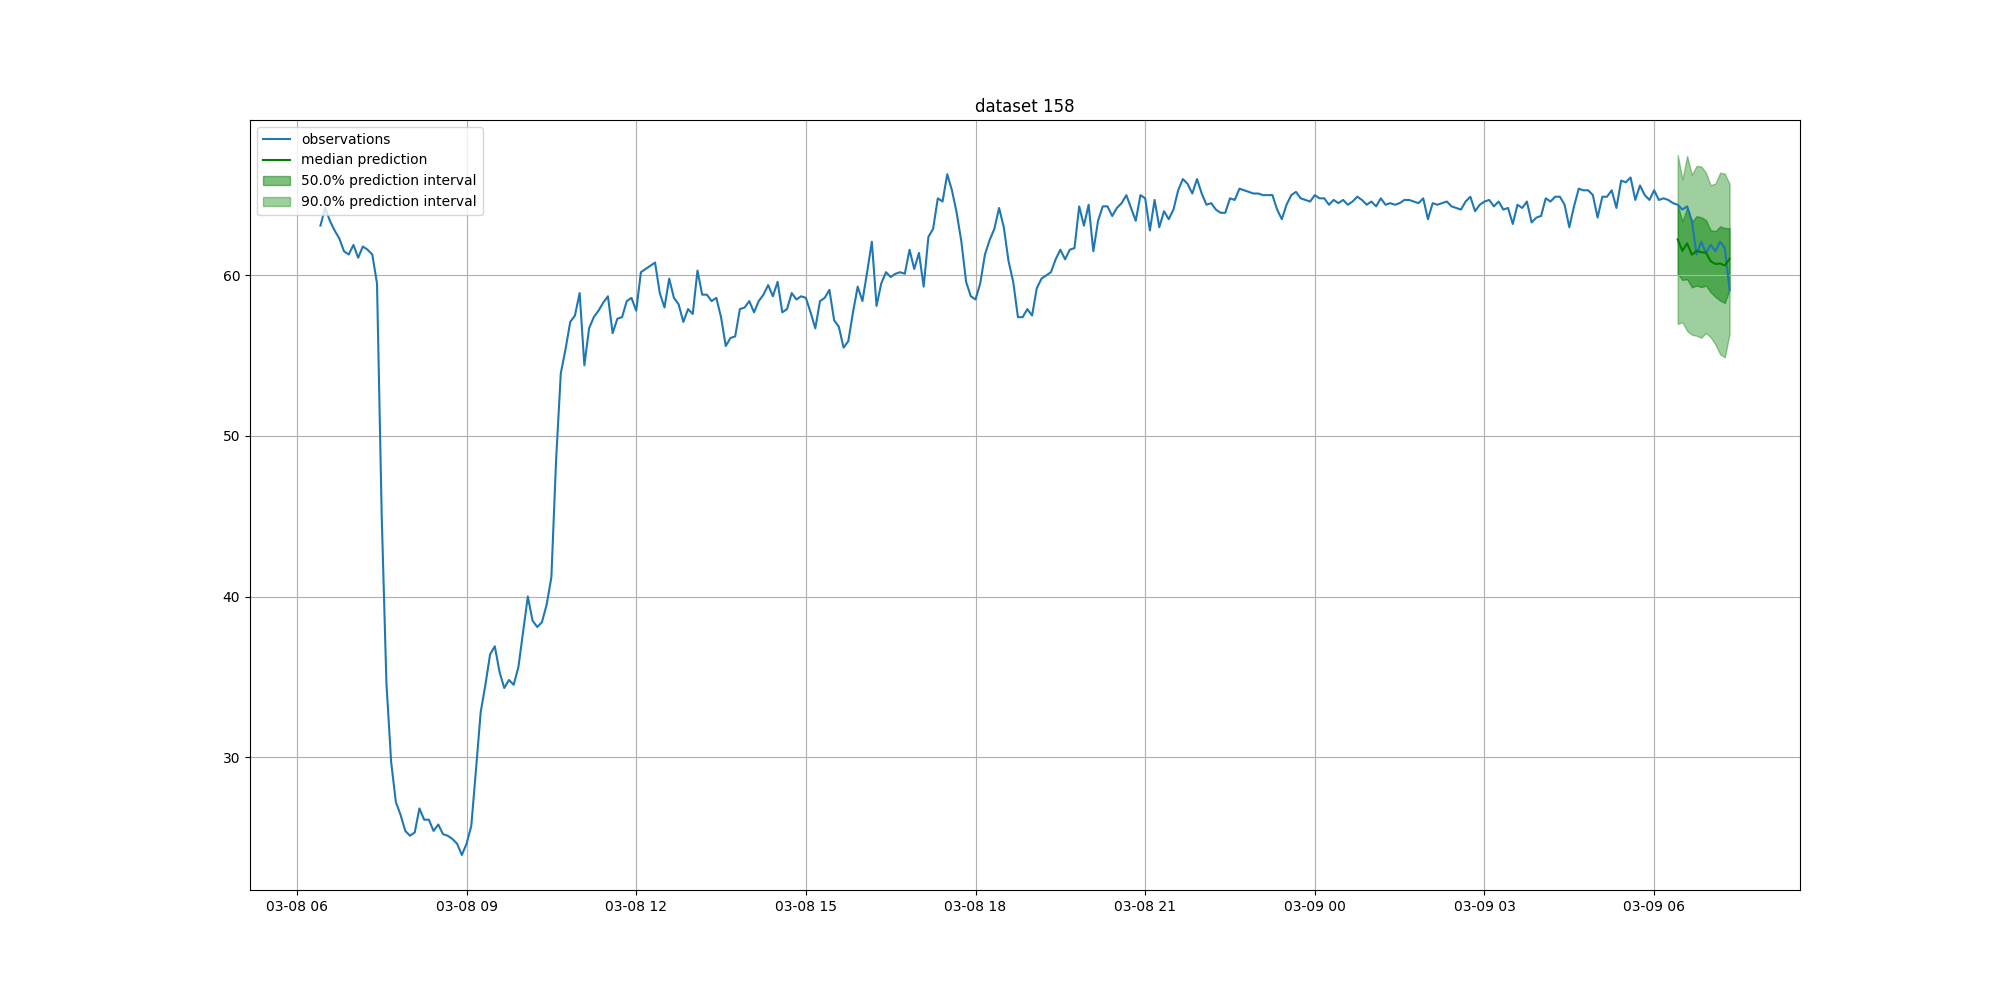 dataset 158
observations
median prediction
50.0% prediction interval
90.0% prediction interval
60
50
40
30
03-08 06
03-08 09
03-08 12
03-08 15
03-08 18
03-08 21
03-09 00
03-09 03
03-09 06